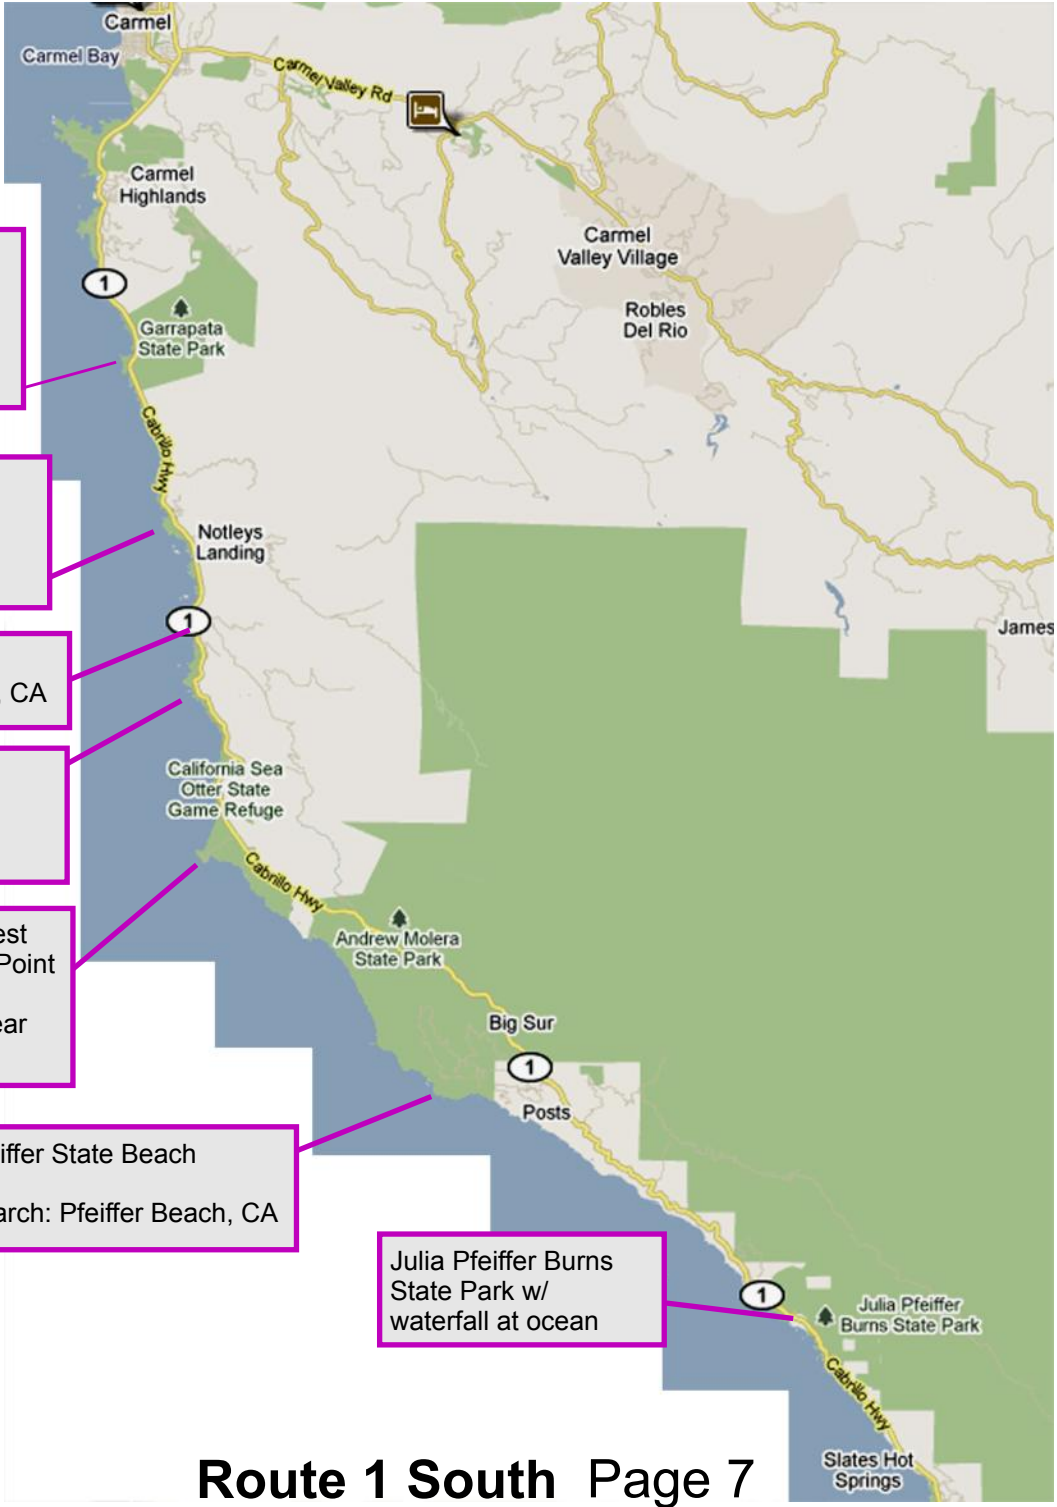 Carmel
Carmel Bay
Carmel Valley Rd
Carmel
Highlands
Carmel
Valley Village
1
Robles
Del Rio
Garrapata
State Park
Cabrillo Hwy
Notleys
Landing
1
James
, CA
California Sea
Otter State
Game Refuge
Cabrillo Hwy
est
Point
ear
Andrew Molera
State Park
Big Sur
1
Posts
iffer State Beach
arch: Pfeiffer Beach, CA
Julia Pfeiffer Burns
State Park w/
waterfall at ocean
1
Julia Pfeiffer
Burns State Park
Cabrillo Hwy
Slates Hot
Springs
Route 1 South Page 7